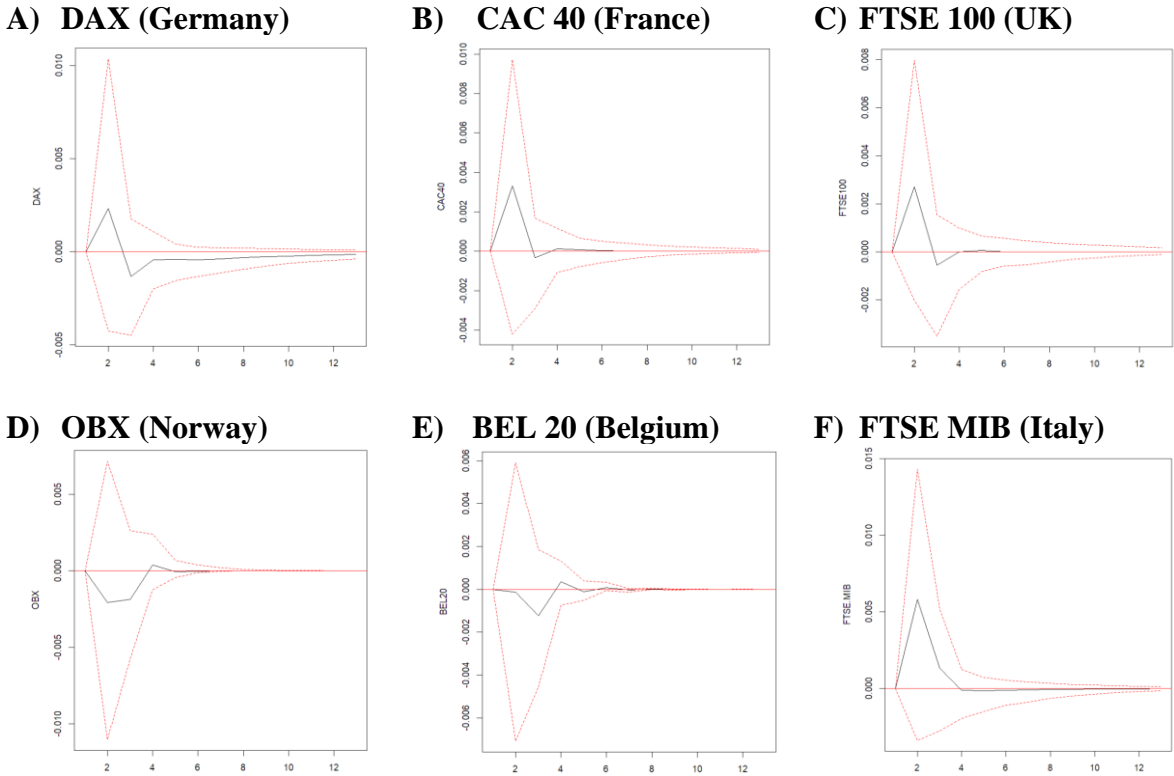 A) DAX (Germany)
B) CAC 40 (France)
C) FTSE 100 (UK)
0.010
0.005
0.000
-0.005
DAX
2 4 6 8 10 12
0.010
0.008
0.006
0.004
0.002
0.000
-0.002
-0.004
CAC40
2 4 6 8 10 12
0.008
0.006
0.004
0.002
0.000
-0.002
FTSE100
2 4 6 8 10 12
D) OBX (Norway)
E) BEL 20 (Belgium)
F) FTSE MIB (Italy)
0.005
0.000
-0.005
-0.010
OBX
2 4 6 8 10 12
0.006
0.004
0.002
0.000
-0.002
-0.004
-0.006
BEL20
2 4 6 8 10 12
0.015
0.010
0.005
0.000
FTSE.MIB
2 4 6 8 10 12